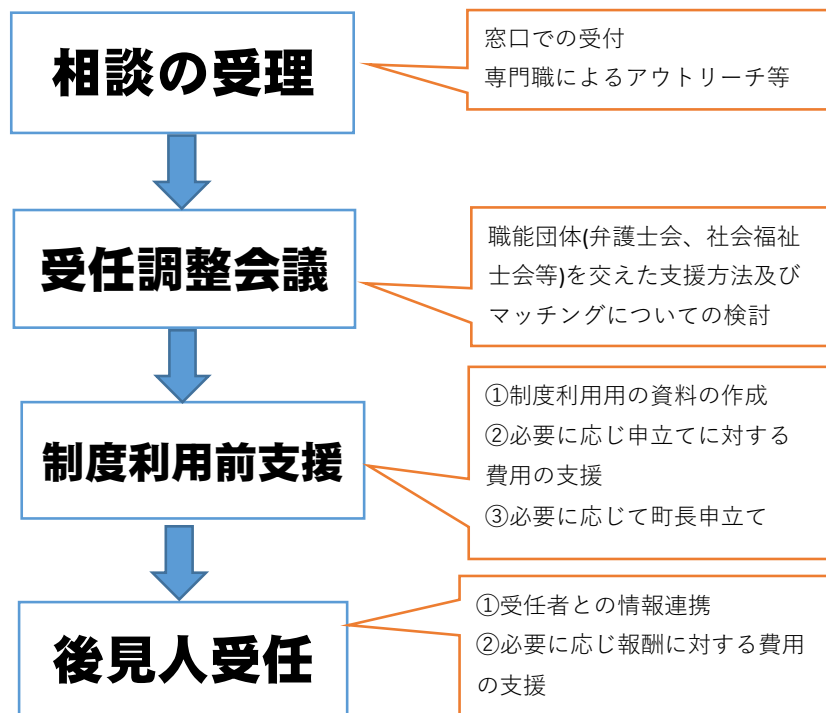 相談の受理
窓口での受付
専門職によるアウトリーチ等
受任調整会議
職能団体(弁護士会、社会福祉
士会等)を交えた支援方法及び
マッチングについての検討
制度利用前支援
①制度利用用の資料の作成
②必要に応じ申立てに対する
費用の支援
③必要に応じて町長申立て
後見人受任
①受任者との情報連携
②必要に応じ報酬に対する費用
の支援